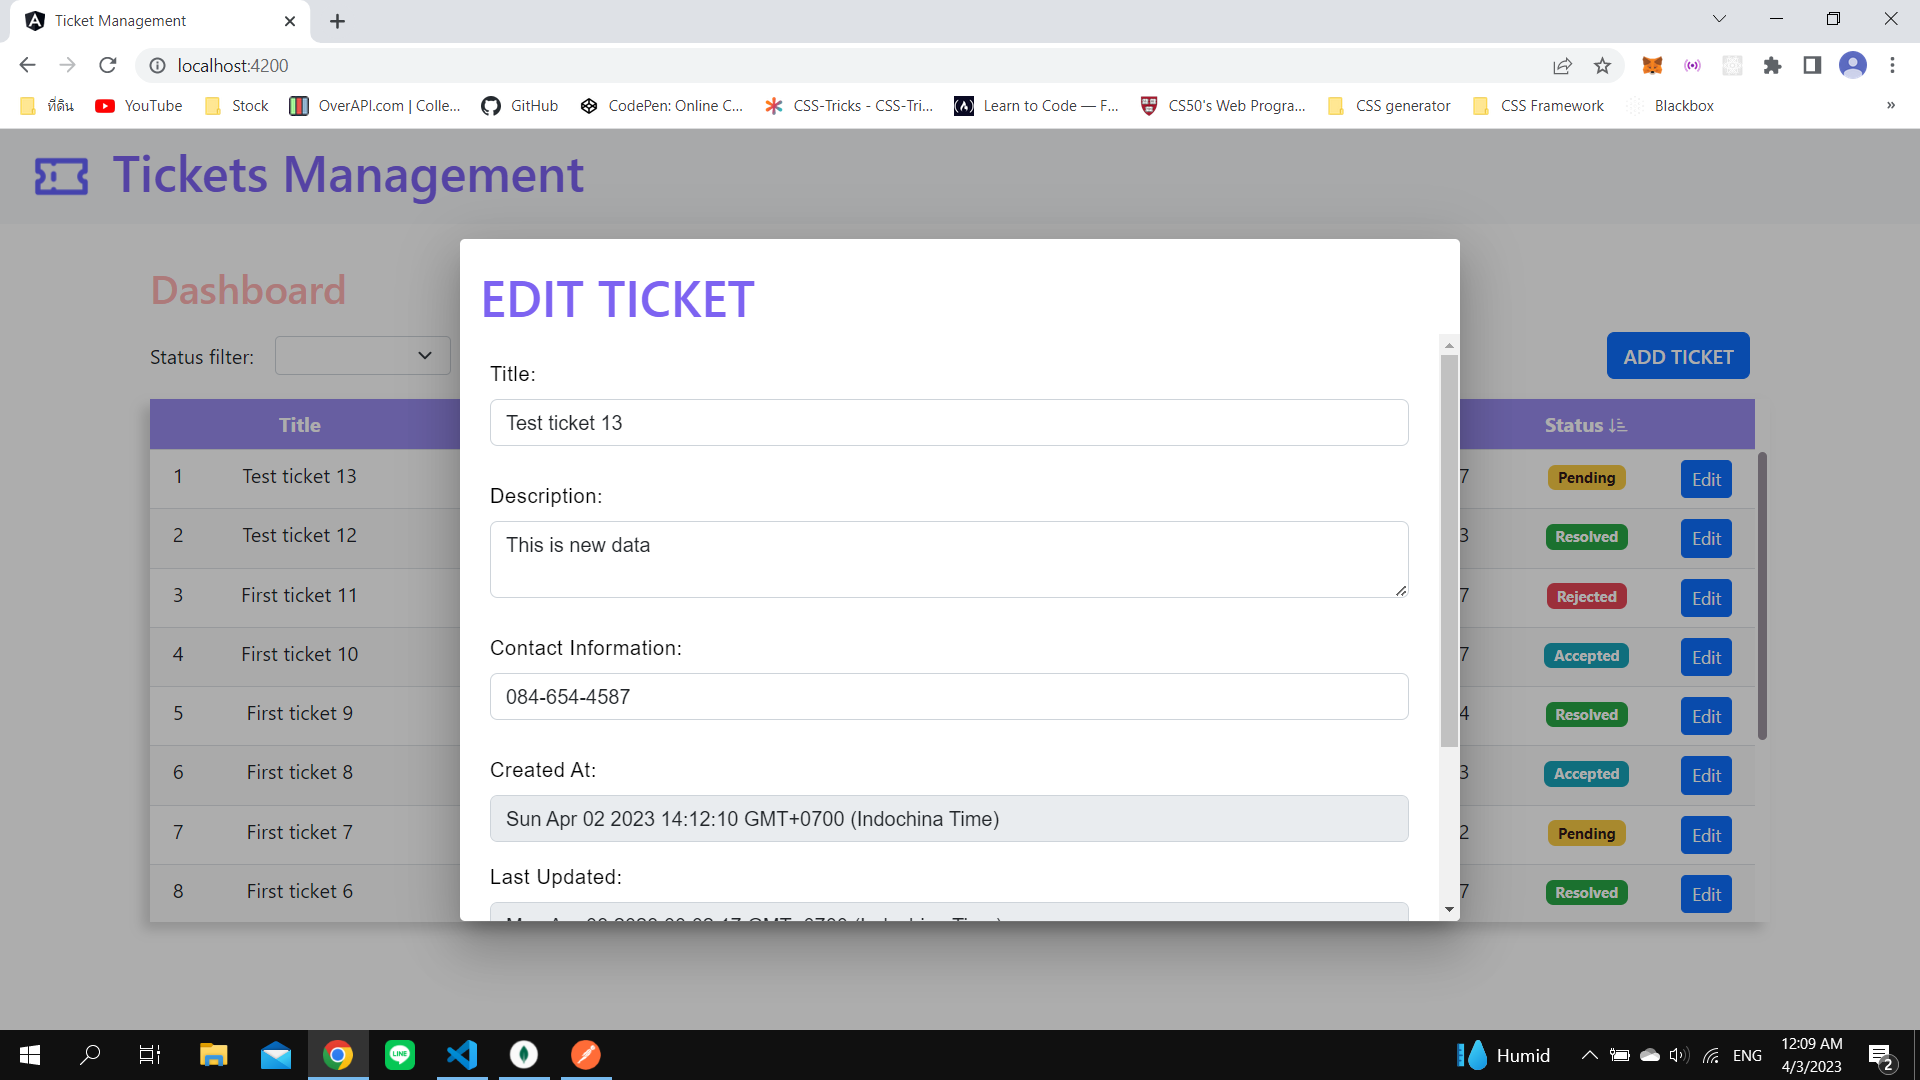 Ticket Management
localhost:4200
ที่ดิน
YouTube
Stock
OverAPI.com | Colle...
GitHub
CodePen: Online C...
CSS-Tricks - CSS-Tri...
Learn to Code — F...
CS50's Web Progra...
CSS generator
CSS Framework
Blackbox
»
Tickets Management
Dashboard
Status filter:
ADD TICKET
Title
Status
1 Test ticket 13 7 Pending Edit
2 Test ticket 12 3 Resolved Edit
3 First ticket 11 7 Rejected Edit
4 First ticket 10 7 Accepted Edit
5 First ticket 9 4 Resolved Edit
6 First ticket 8 3 Accepted Edit
7 First ticket 7 2 Pending Edit
8 First ticket 6 7 Resolved Edit
EDIT TICKET
Title:
Test ticket 13
Description:
This is new data
Contact Information:
084-654-4587
Created At:
Sun Apr 02 2023 14:12:10 GMT+0700 (Indochina Time)
Last Updated:
LINE
Humid
ENG
12:09 AM
4/3/2023
2